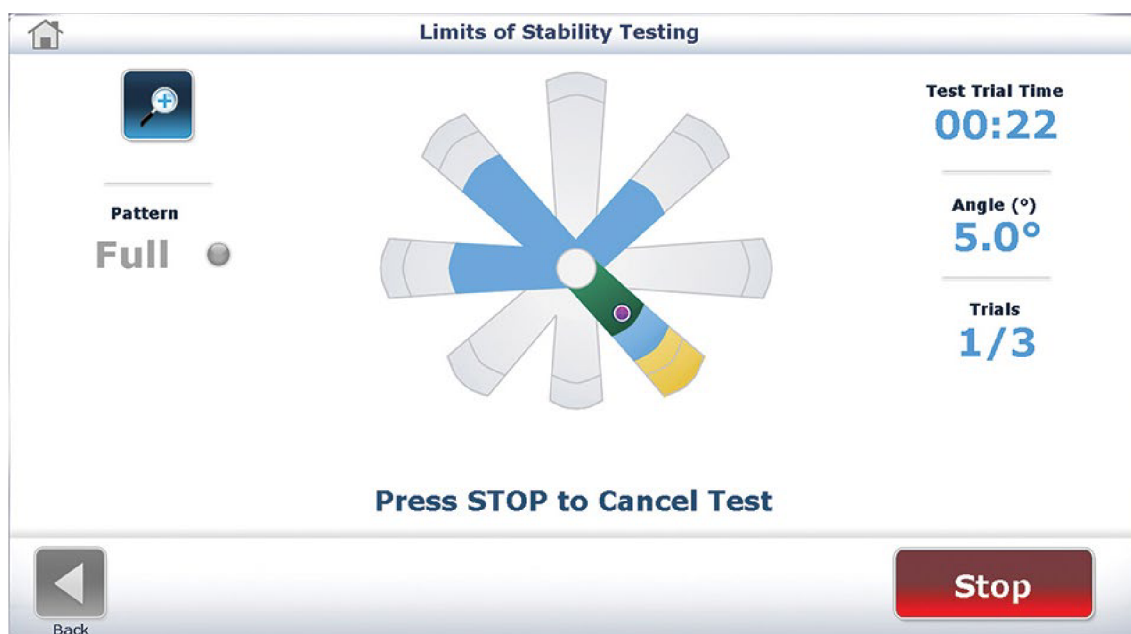 Limits of Stability Testing
Pattern
Full
Test Trial Time
00:22
Angle (°)
5.0°
Trials
1/3
Press STOP to Cancel Test
Back
Stop